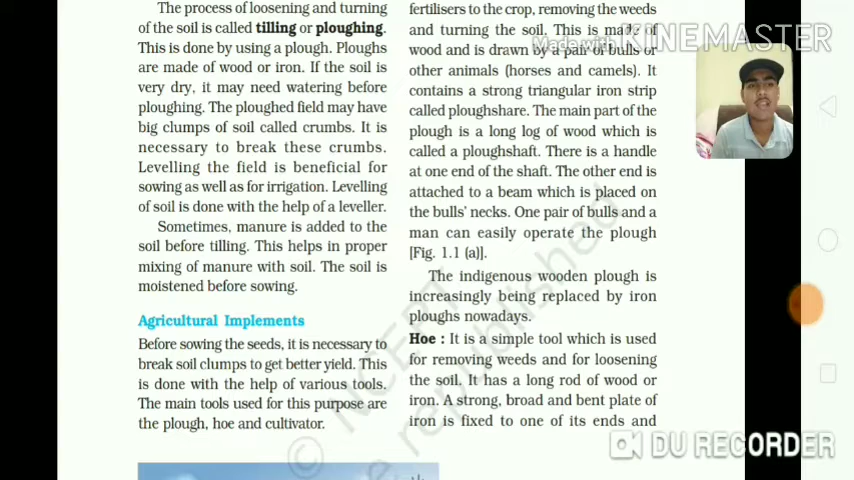 The process of loosening and turning
of the soil is called tilling or ploughing.
This is done by using a plough. Ploughs
are made of wood or iron. If the soil is
very dry, it may need watering before
ploughing. The ploughed field may have
big clumps of soil called crumbs. It is
necessary to break these crumbs.
Levelling the field is beneficial for
sowing as well as for irrigation. Levelling
of soil is done with the help of a leveller.
Sometimes, manure is added to the
soil before tilling. This helps in proper
mixing of manure with soil. The soil is
moistened before sowing.
Agricultural Implements
Before sowing the seeds, it is necessary to
break soil clumps to get better yield. This
is done with the help of various tools.
The main tools used for this purpose are
the plough, hoe and cultivator.
fertilisers to the crop, removing the weeds
and turning the soil. This is made of
wood and is drawn by a pair of bulls or
other animals (horses and camels). It
contains a strong triangular iron strip
called ploughshare. The main part of the
plough is a long log of wood which is
called a ploughshaft. There is a handle
at one end of the shaft. The other end is
attached to a beam which is placed on
the bulls' necks. One pair of bulls and a
man can easily operate the plough
[Fig. 1.1 (a)].
The indigenous wooden plough is
increasingly being replaced by iron
ploughs nowadays.
Hoe : It is a simple tool which is used
for removing weeds and for loosening
the soil. It has a long rod of wood or
iron. A strong, broad and bent plate of
iron is fixed to one of its ends and
© NCERT
be republished
Made with KINEMASTER
DU RECORDER